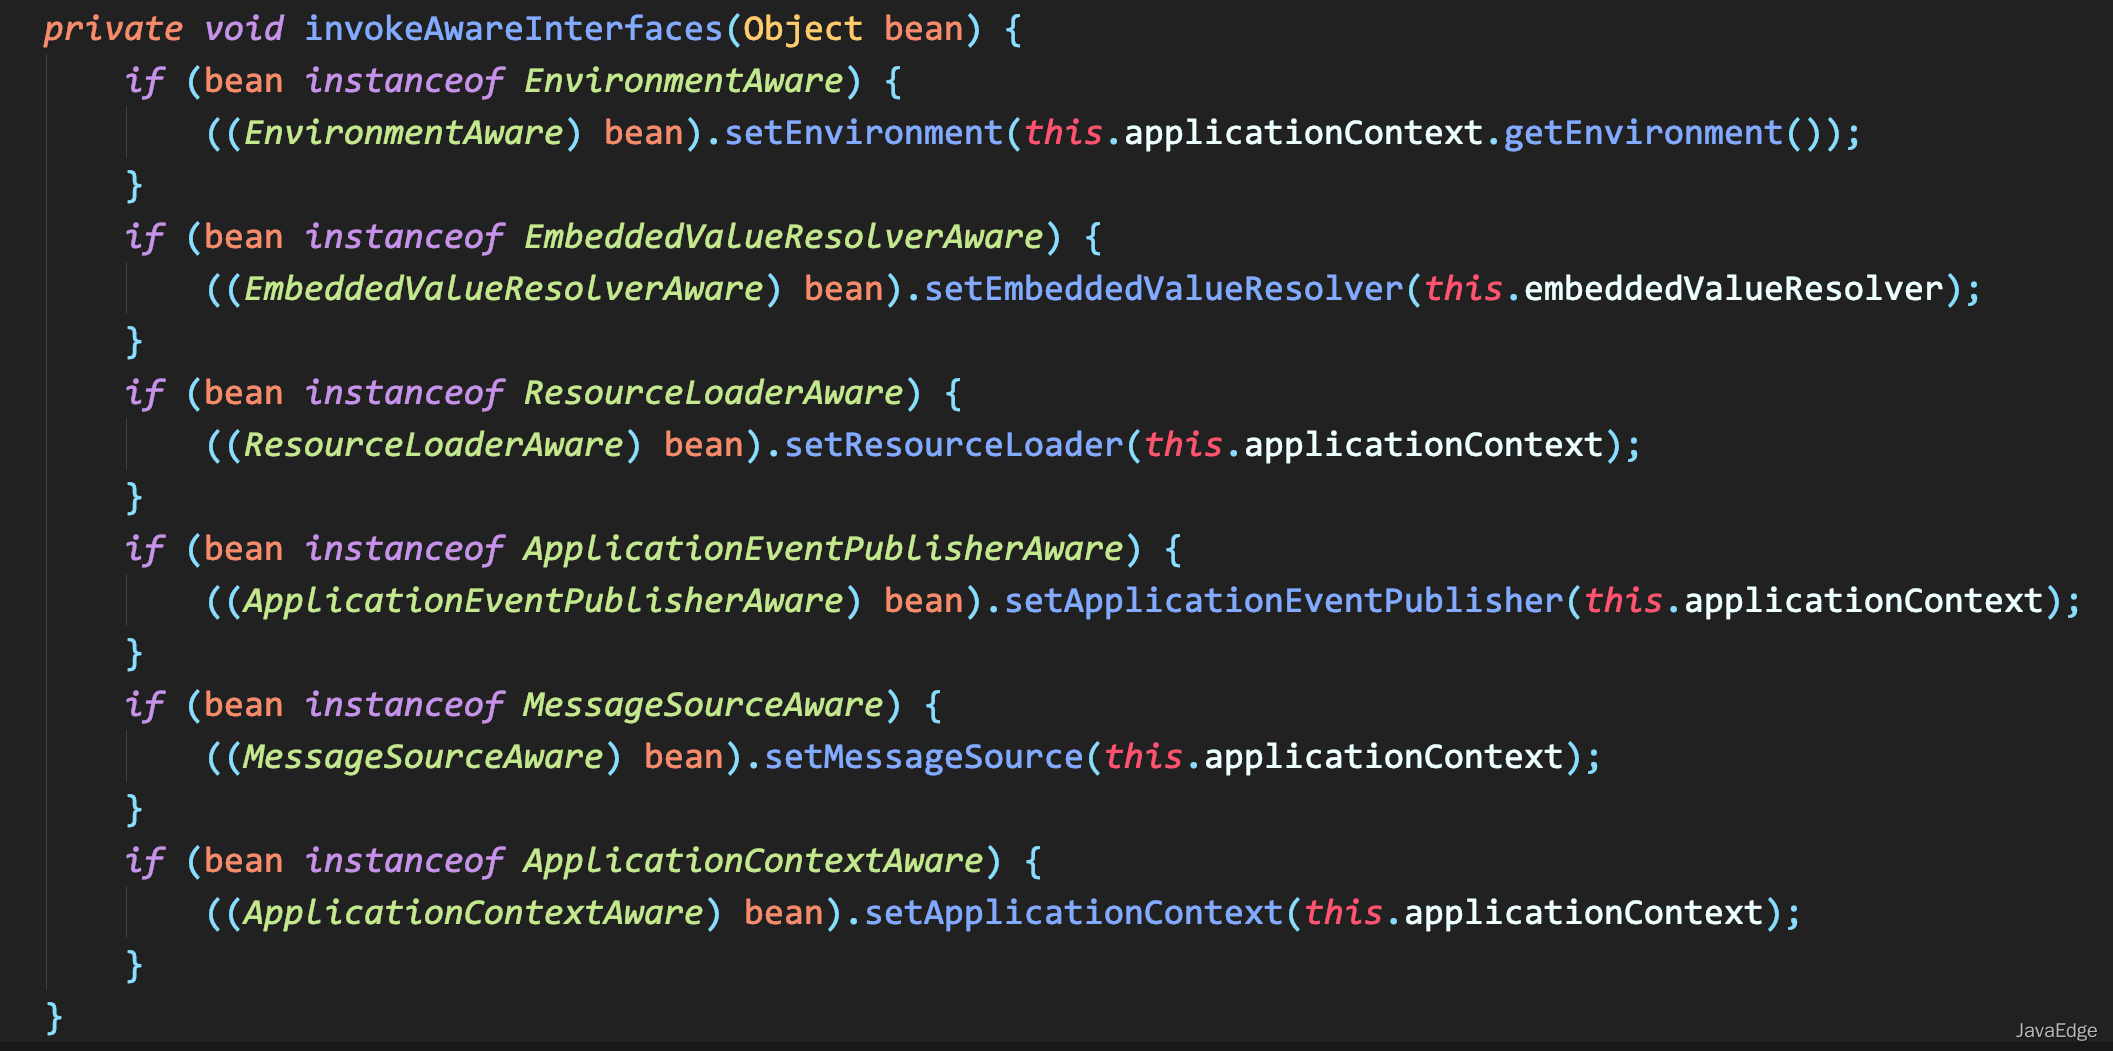 private void invokeAwareInterfaces(Object bean) {
    if (bean instanceof EnvironmentAware) {
        ((EnvironmentAware) bean).setEnvironment(this.applicationContext.getEnvironment());
    }
    if (bean instanceof EmbeddedValueResolverAware) {
        ((EmbeddedValueResolverAware) bean).setEmbeddedValueResolver(this.embeddedValueResolver);
    }
    if (bean instanceof ResourceLoaderAware) {
        ((ResourceLoaderAware) bean).setResourceLoader(this.applicationContext);
    }
    if (bean instanceof ApplicationEventPublisherAware) {
        ((ApplicationEventPublisherAware) bean).setApplicationEventPublisher(this.applicationContext);
    }
    if (bean instanceof MessageSourceAware) {
        ((MessageSourceAware) bean).setMessageSource(this.applicationContext);
    }
    if (bean instanceof ApplicationContextAware) {
        ((ApplicationContextAware) bean).setApplicationContext(this.applicationContext);
    }
}
JavaEdge